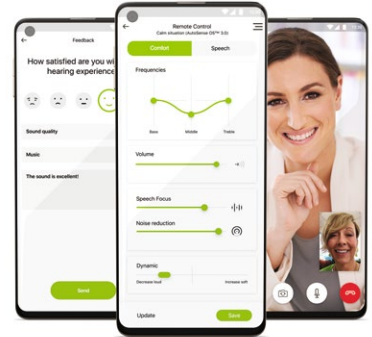 Feedback
How satisfied are you wi
hearing experience
Sound quality
Music
The sound is excellent!
Send
Remote Control
Calm situation (AutoSense OS™ 5.0)
Comfort
Speech
Frequencies
Bass
Middle
Treble
Volume
Speech Focus
Noise reduction
Dynamic
Decrease loud
Increase soft
Update
Save